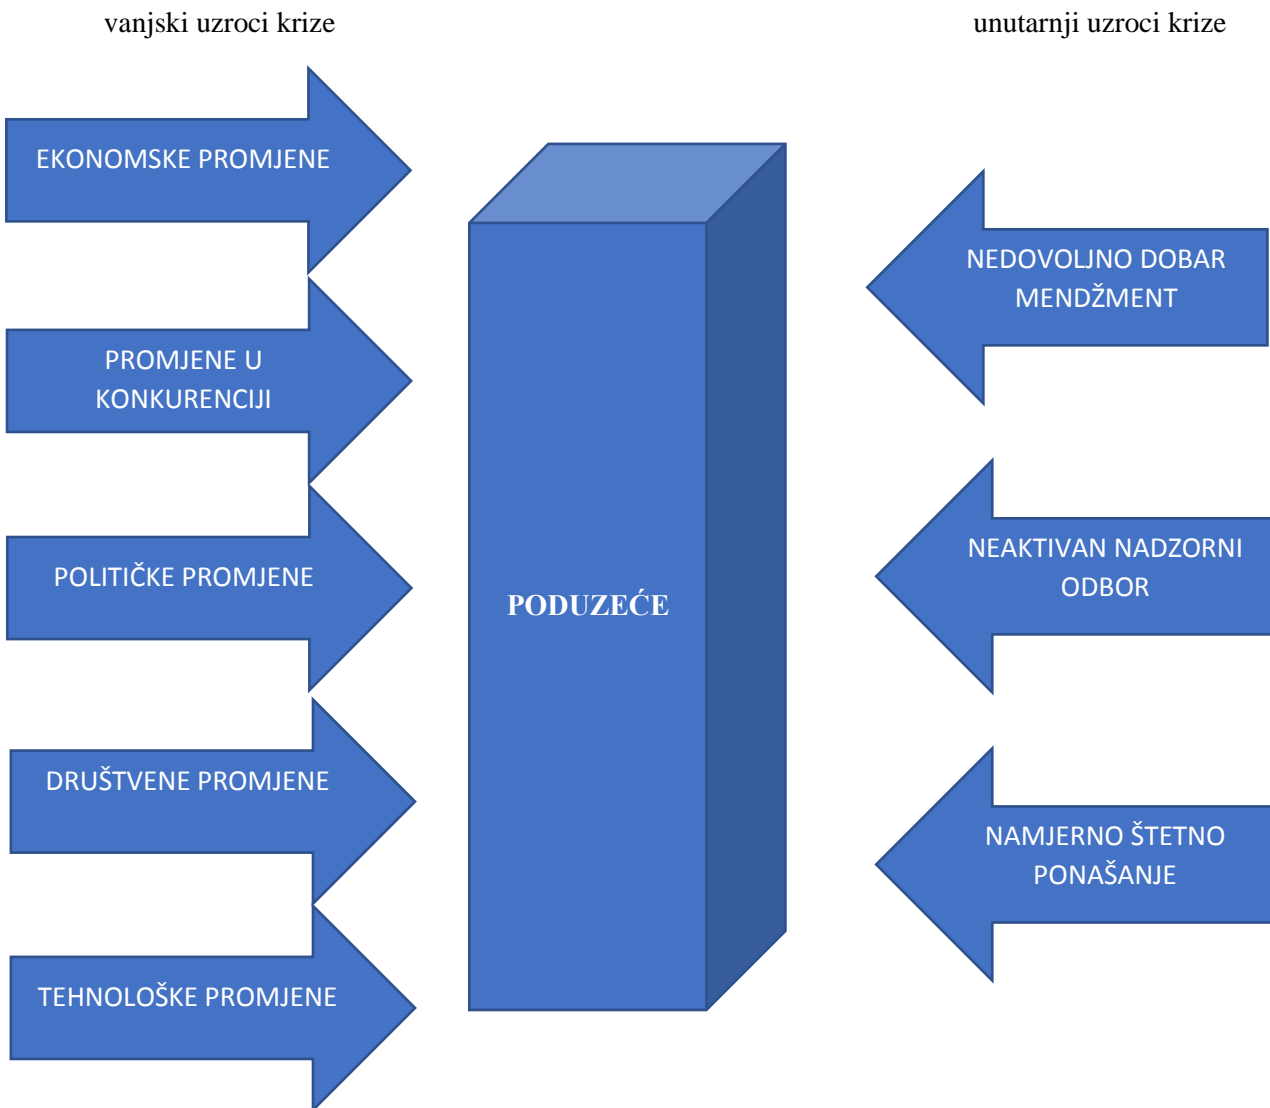 vanjski uzroci krize
unutarnji uzroci krize
EKONOMSKE PROMJENE
PROMJENE U
KONKURENCIJI
POLITIČKE PROMJENE
DRUŠTVENE PROMJENE
TEHNOLOŠKE PROMJENE
PODUZEĆE
NEDOVOLJNO DOBAR
MENDŽMENT
NEAKTIVAN NADZORNI
ODBOR
NAMJERNO ŠTETNO
PONAŠANJE